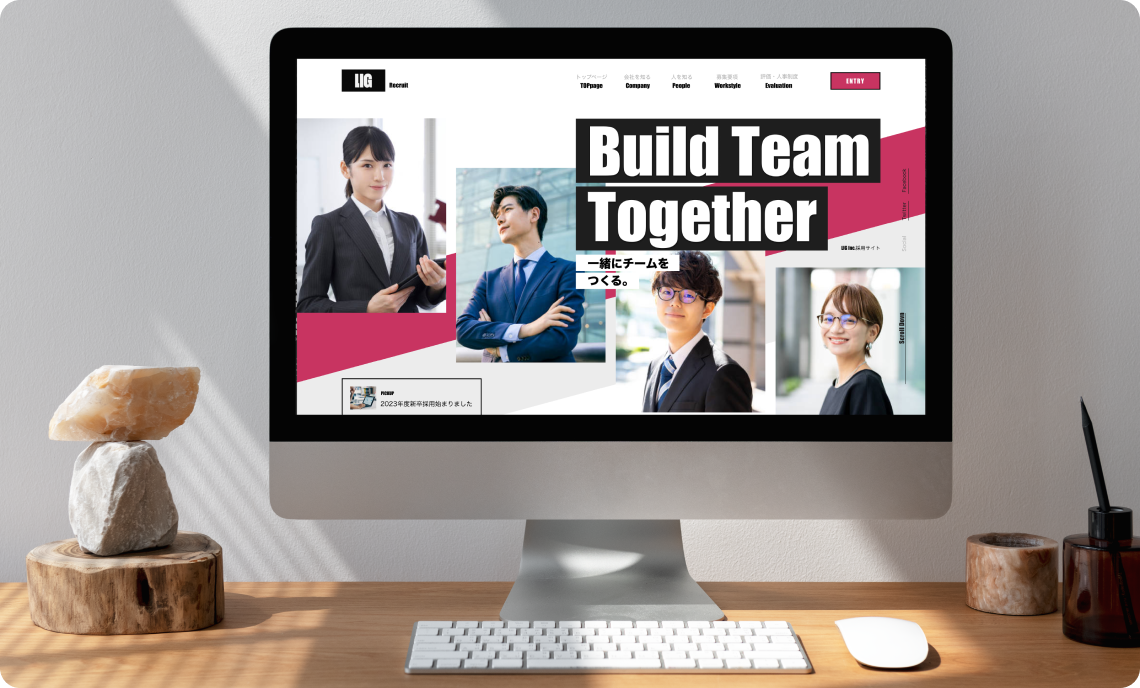 LIG
Recruit
トップページ
TOPpage
会社を知る
Company
人を知る
People
募集要項
Workstyle
評価・人事制度
Evaluation
ENTRY
Build Team
Together
一緒にチームを
つくる。
LIG Inc.採用サイト
Facebook
Twitter
Social
Scroll Down
PICKUP
2023年度新卒採用始まりました